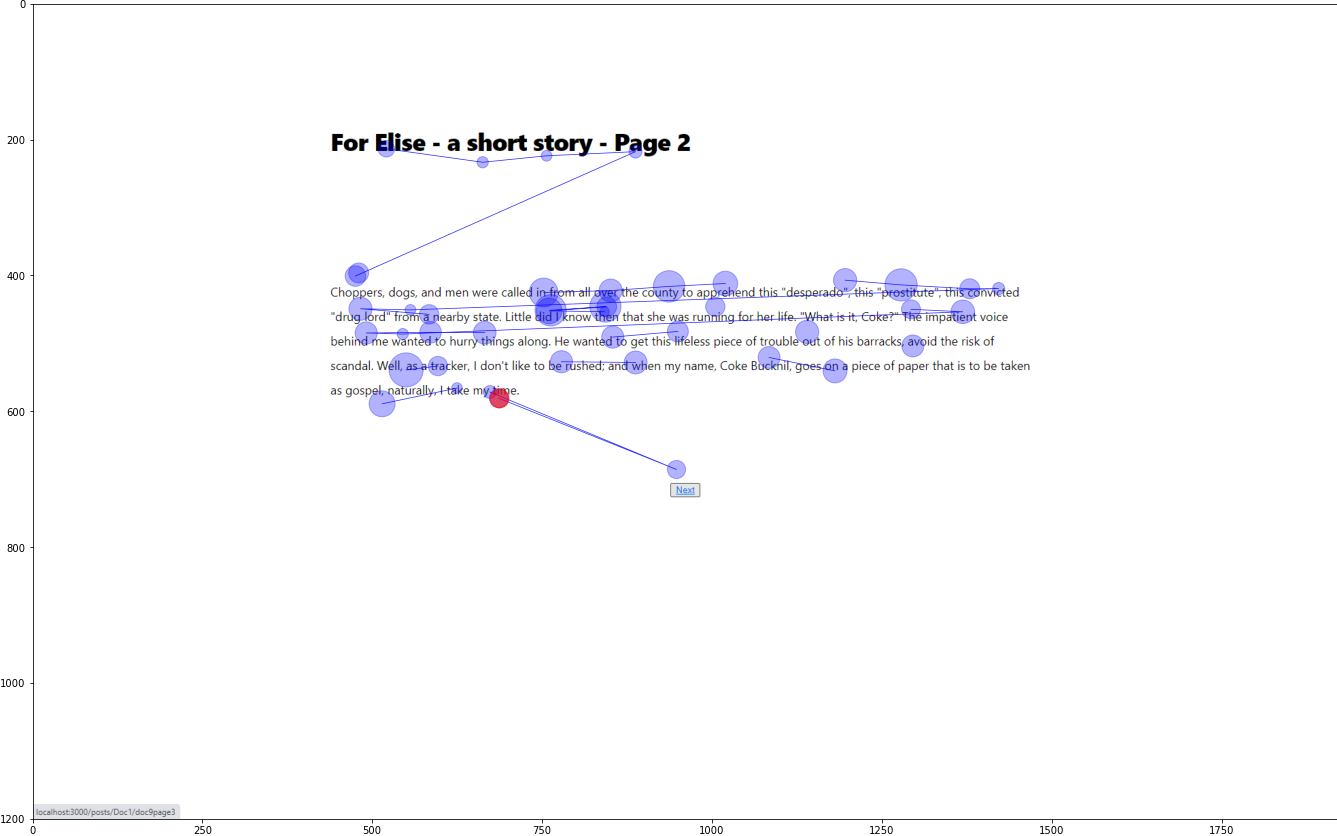 For Elise - a short story - Page 2
Choppers, dogs, and men were called in from all over the county to apprehend this "desperado", this "prostitute", this convicted
"drug lord" from a nearby state. Little did I know then that she was running for her life. "What is it, Coke?" The impatient voice
behind me wanted to hurry things along. He wanted to get this lifeless piece of trouble out of his barracks, avoid the risk of
scandal. Well, as a tracker, I don't like to be rushed; and when my name, Coke Bucknil, goes on a piece of paper that is to be taken
as gospel, naturally, I take my time.
Next
localhost:3000/posts/Doc1/doc9page3
0
200
400
600
800
1000
1200
0 250 500 750 1000 1250 1500 1750